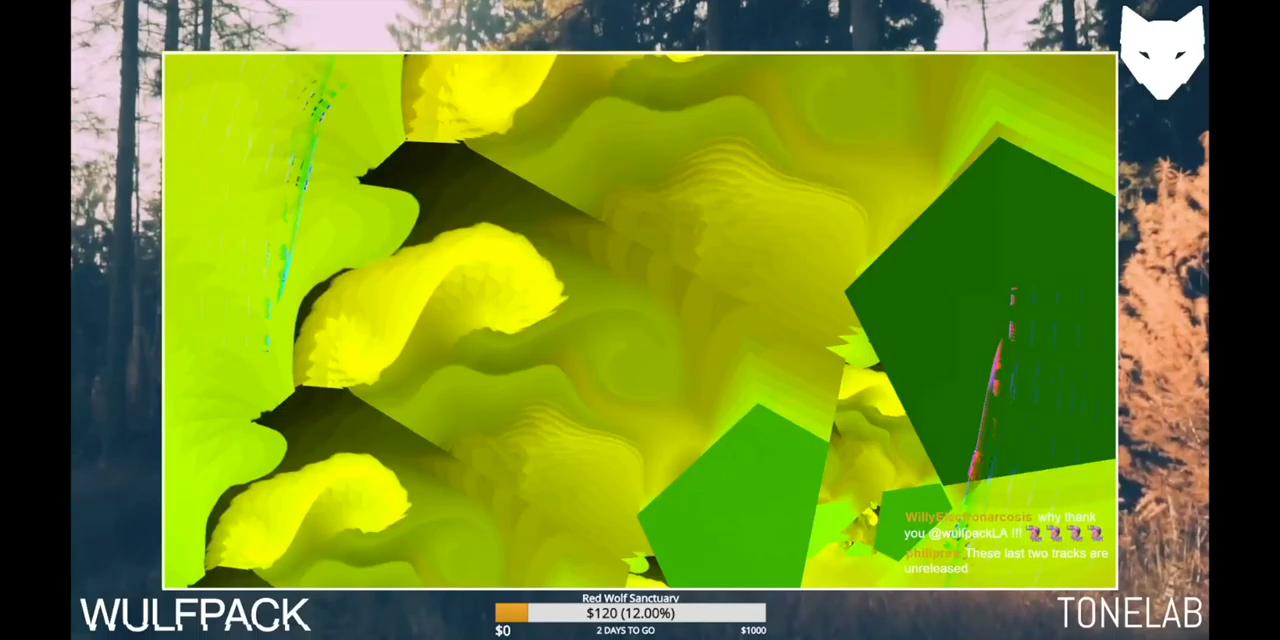 WillyElectronarcosis why thank
you @wulfpackLA !!!
These last two tracks are
unreleased
WULFPACK
Red Wolf Sanctuary
$120 (12.00%)
$0
2 DAYS TO GO
$1000
TONELAB